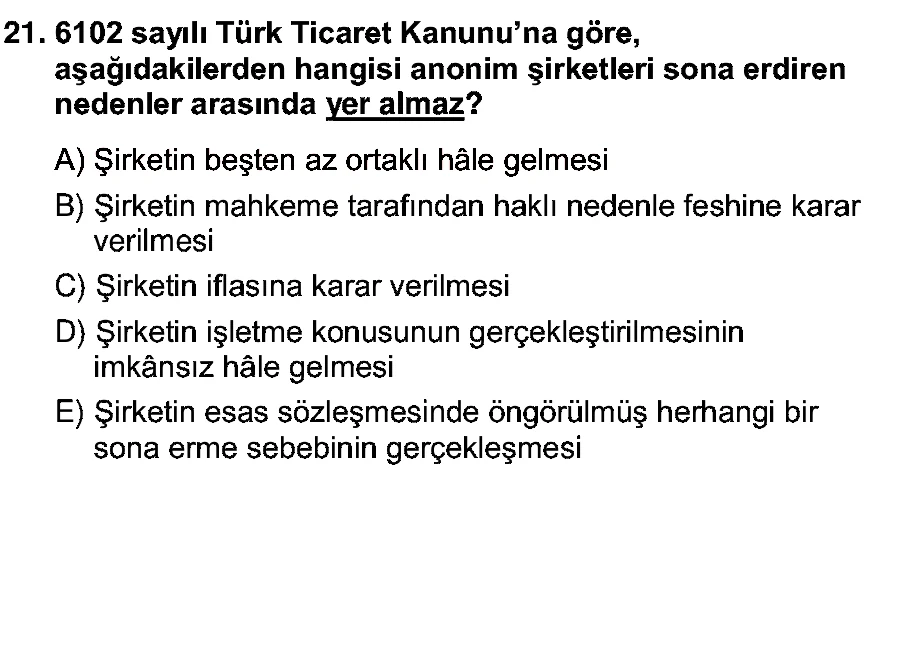 21. 6102 sayılı Türk Ticaret Kanunu’na göre,
aşağıdakilerden hangisi anonim şirketleri sona erdiren
nedenler arasında yer almaz?
A) Şirketin beşten az ortaklı hâle gelmesi
B) Şirketin mahkeme tarafından haklı nedenle feshine karar
verilmesi
C) Şirketin iflasına karar verilmesi
D) Şirketin işletme konusunun gerçekleştirilmesinin
imkânsız hâle gelmesi
E) Şirketin esas sözleşmesinde öngörülmüş herhangi bir
sona erme sebebinin gerçekleşmesi